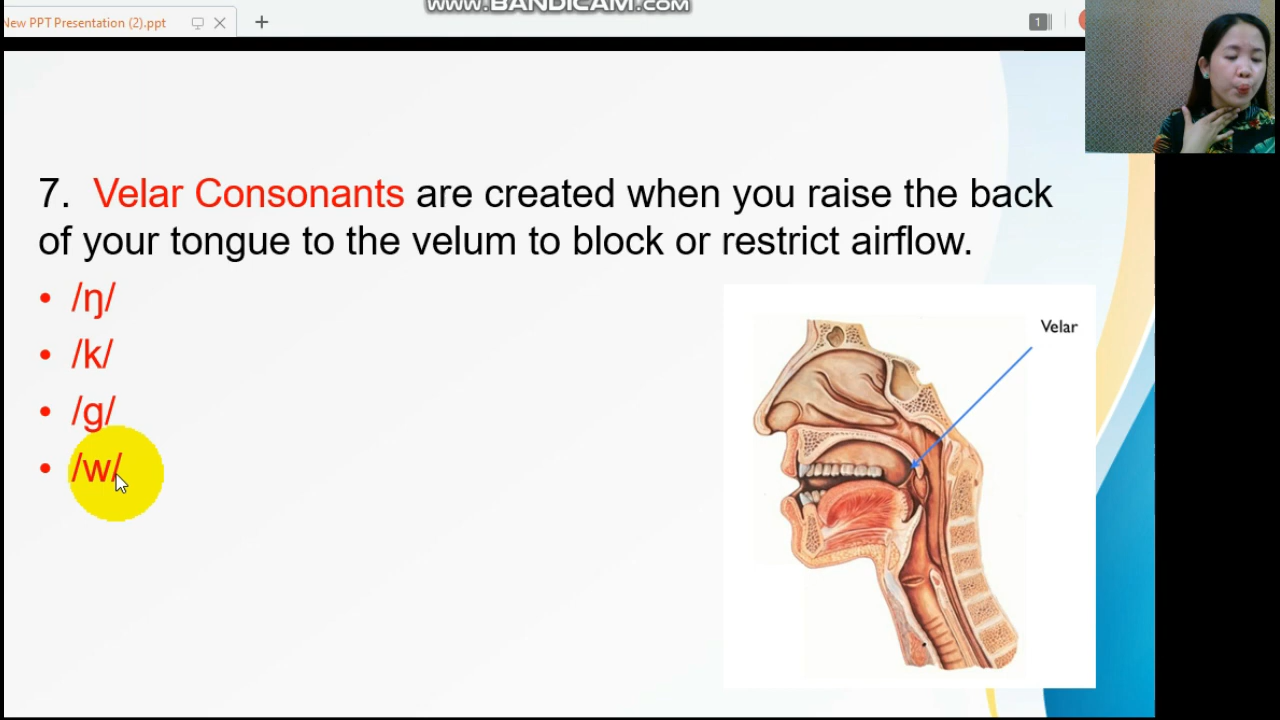 WWW.BANDICAM.COM
New PPT Presentation (2).ppt
1
7. Velar Consonants are created when you raise the back
of your tongue to the velum to block or restrict airflow.
• /ŋ/
• /k/
• /g/
• /w/
Velar